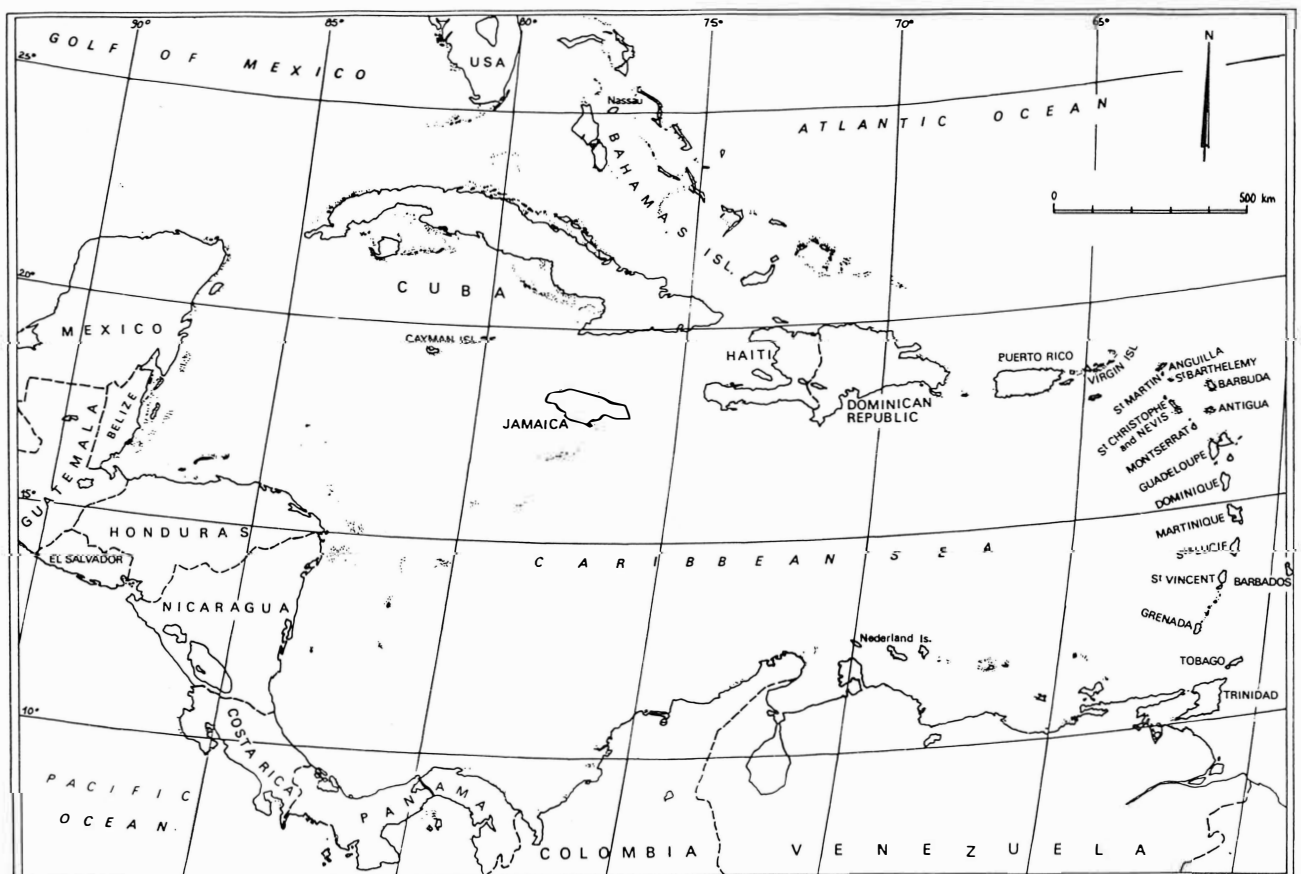 90°
85°
80°
75°
70°
65°
N
25°
GOLF OF MEXICO
USA
Nassau
ATLANTIC OCEAN
BAHAMAS ISL.
0 500 km
20°
CUBA
MEXICO
CAYMAN ISL.
HAITI
PUERTO RICO
VIRGIN ISL
ANGUILLA
St MARTIN
St BARTHELEMY
BARBUDA
JAMAICA
DOMINICAN
REPUBLIC
ANTIGUA
St CHRISTOPHE
and NEVIS
MONTSERRAT
GUADELOUPE
DOMINIQUE
BELIZE
GUATEMALA
15°
HONDURAS
MARTINIQUE
EL SALVADOR
CARIBBEAN SEA
St LUCIE
St VINCENT
BARBADOS
NICARAGUA
GRENADA
Nederland Is.
TOBAGO
TRINIDAD
10°
COSTA RICA
PACIFIC
OCEAN.
PANAMA
COLOMBIA
VENEZUELA